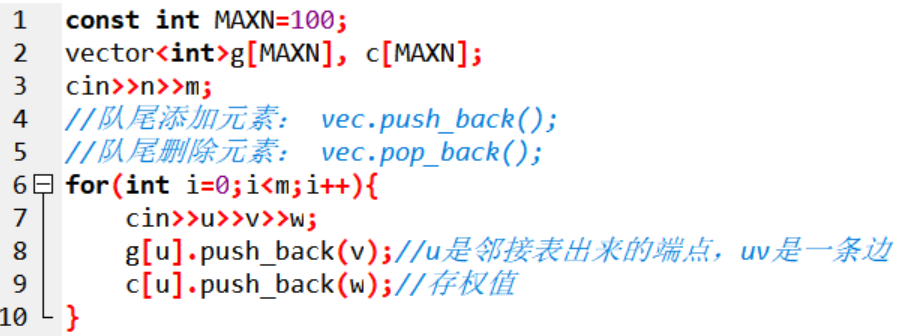 1 const int MAXN=100;
2 vector<int>g[MAXN], c[MAXN];
3 cin>>n>>m;
4 //队尾添加元素： vec.push_back();
5 //队尾删除元素： vec.pop_back();
6 for(int i=0;i<m;i++){
7 cin>>u>>v>>w;
8 g[u].push_back(v);//u是邻接表出来的端点，uv是一条边
9 c[u].push_back(w);//存权值
10 }